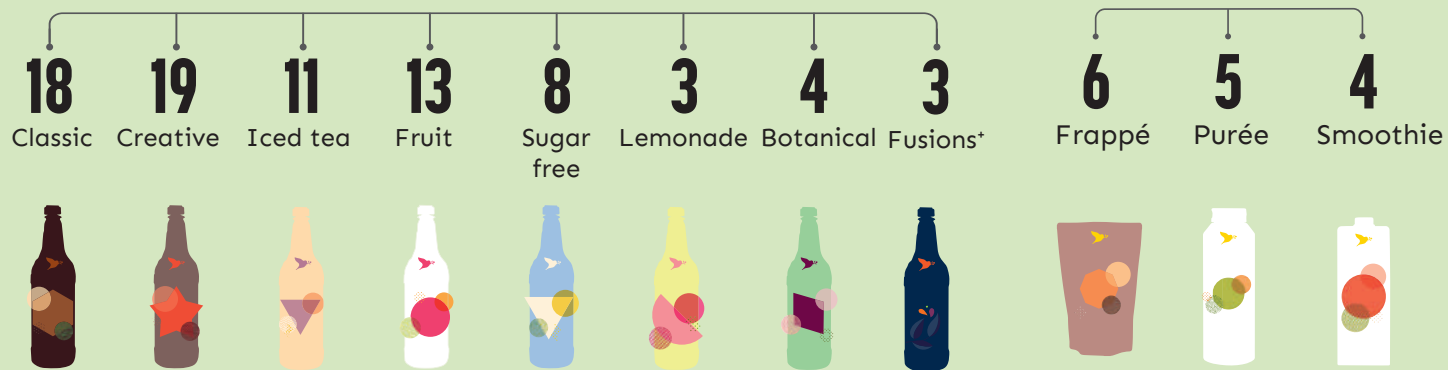 18 19 11 13 8 3 4 3 6 5 4
Classic Creative Iced tea Fruit Sugar free Lemonade Botanical Fusions⁺ Frappé Purée Smoothie